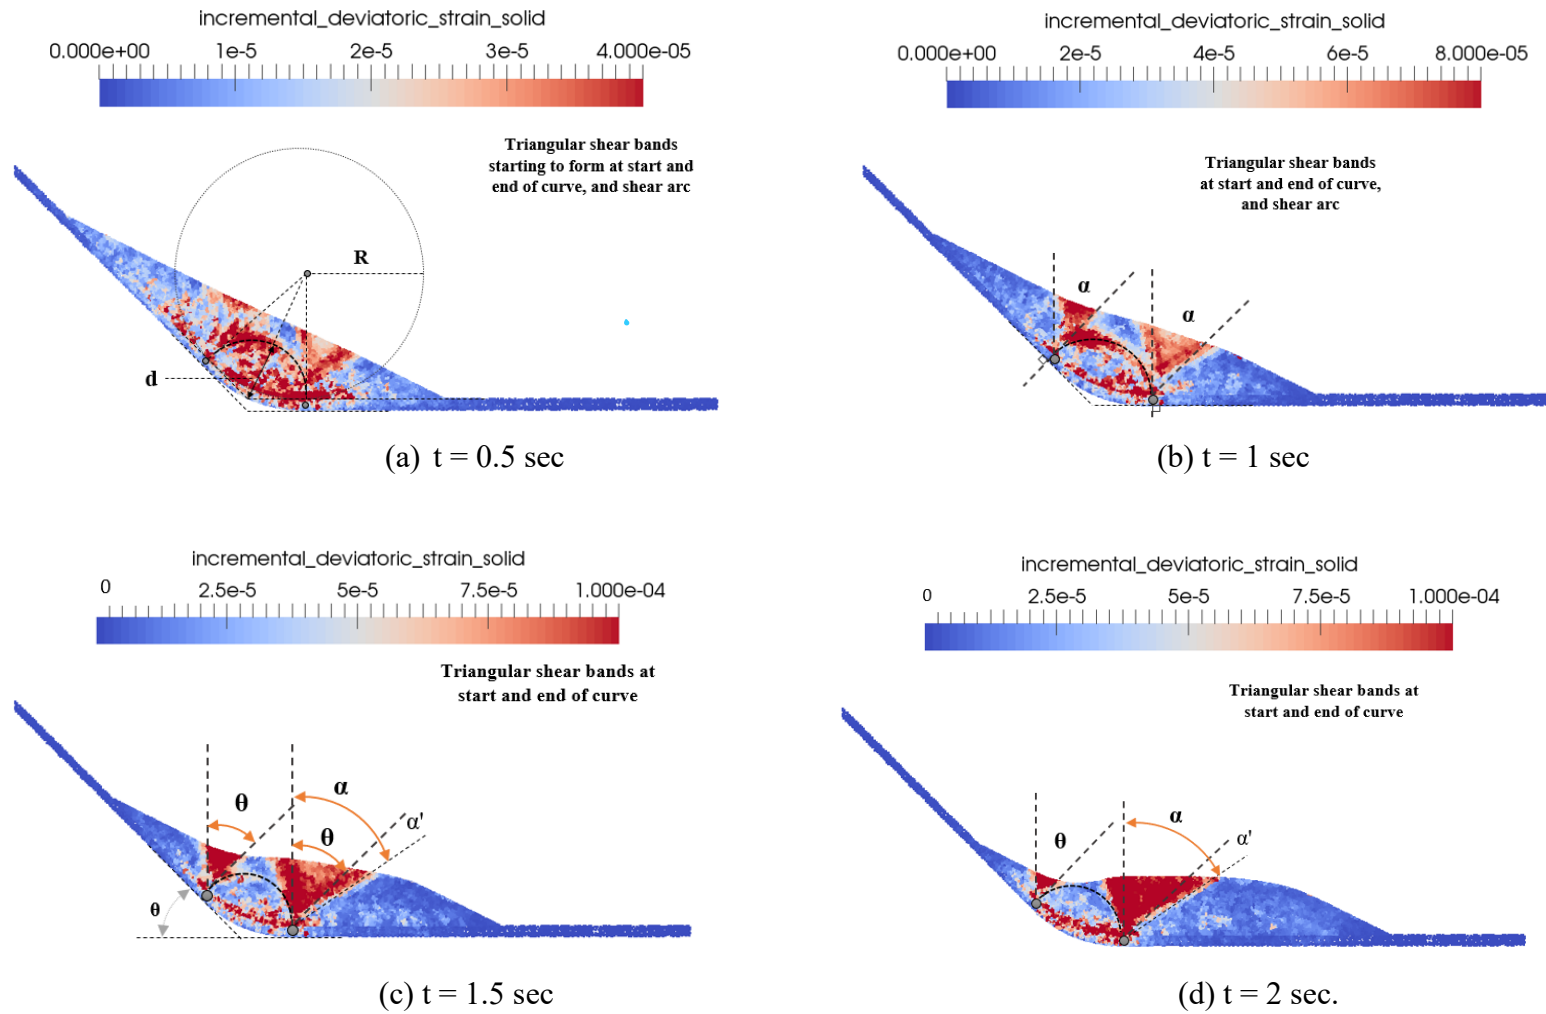 incremental_deviatoric_strain_solid
0.000e+00 1e-5 2e-5 3e-5 4.000e-05
Triangular shear bands
starting to form at start and
end of curve, and shear arc
R
d
(a) t = 0.5 sec
incremental_deviatoric_strain_solid
0.000e+00 2e-5 4e-5 6e-5 8.000e-05
Triangular shear bands
at start and end of curve,
and shear arc
α
α
(b) t = 1 sec
incremental_deviatoric_strain_solid
0 2.5e-5 5e-5 7.5e-5 1.000e-04
Triangular shear bands at
start and end of curve
α
θ
α'
θ
θ
(c) t = 1.5 sec
incremental_deviatoric_strain_solid
0 2.5e-5 5e-5 7.5e-5 1.000e-04
Triangular shear bands at
start and end of curve
α
θ
α'
(d) t = 2 sec.